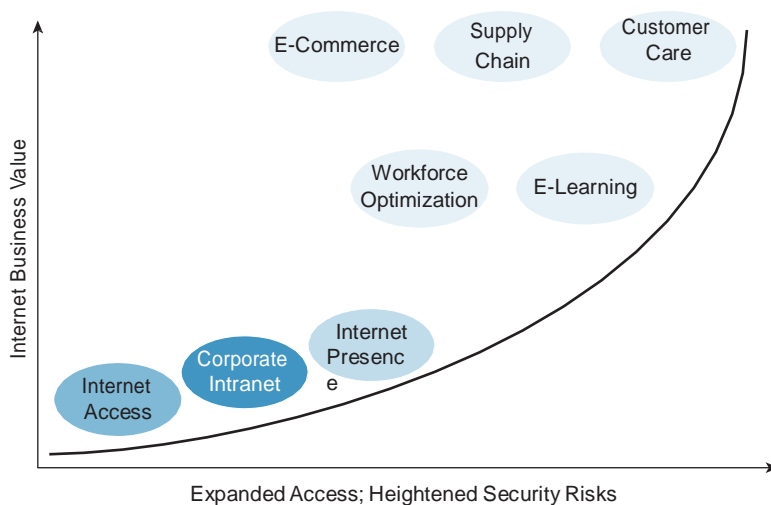 E-Commerce
Supply
Chain
Customer
Care
Workforce
Optimization
E-Learning
Internet
Presenc
e
Corporate
Intranet
Internet
Access
Internet Business Value
Expanded Access; Heightened Security Risks